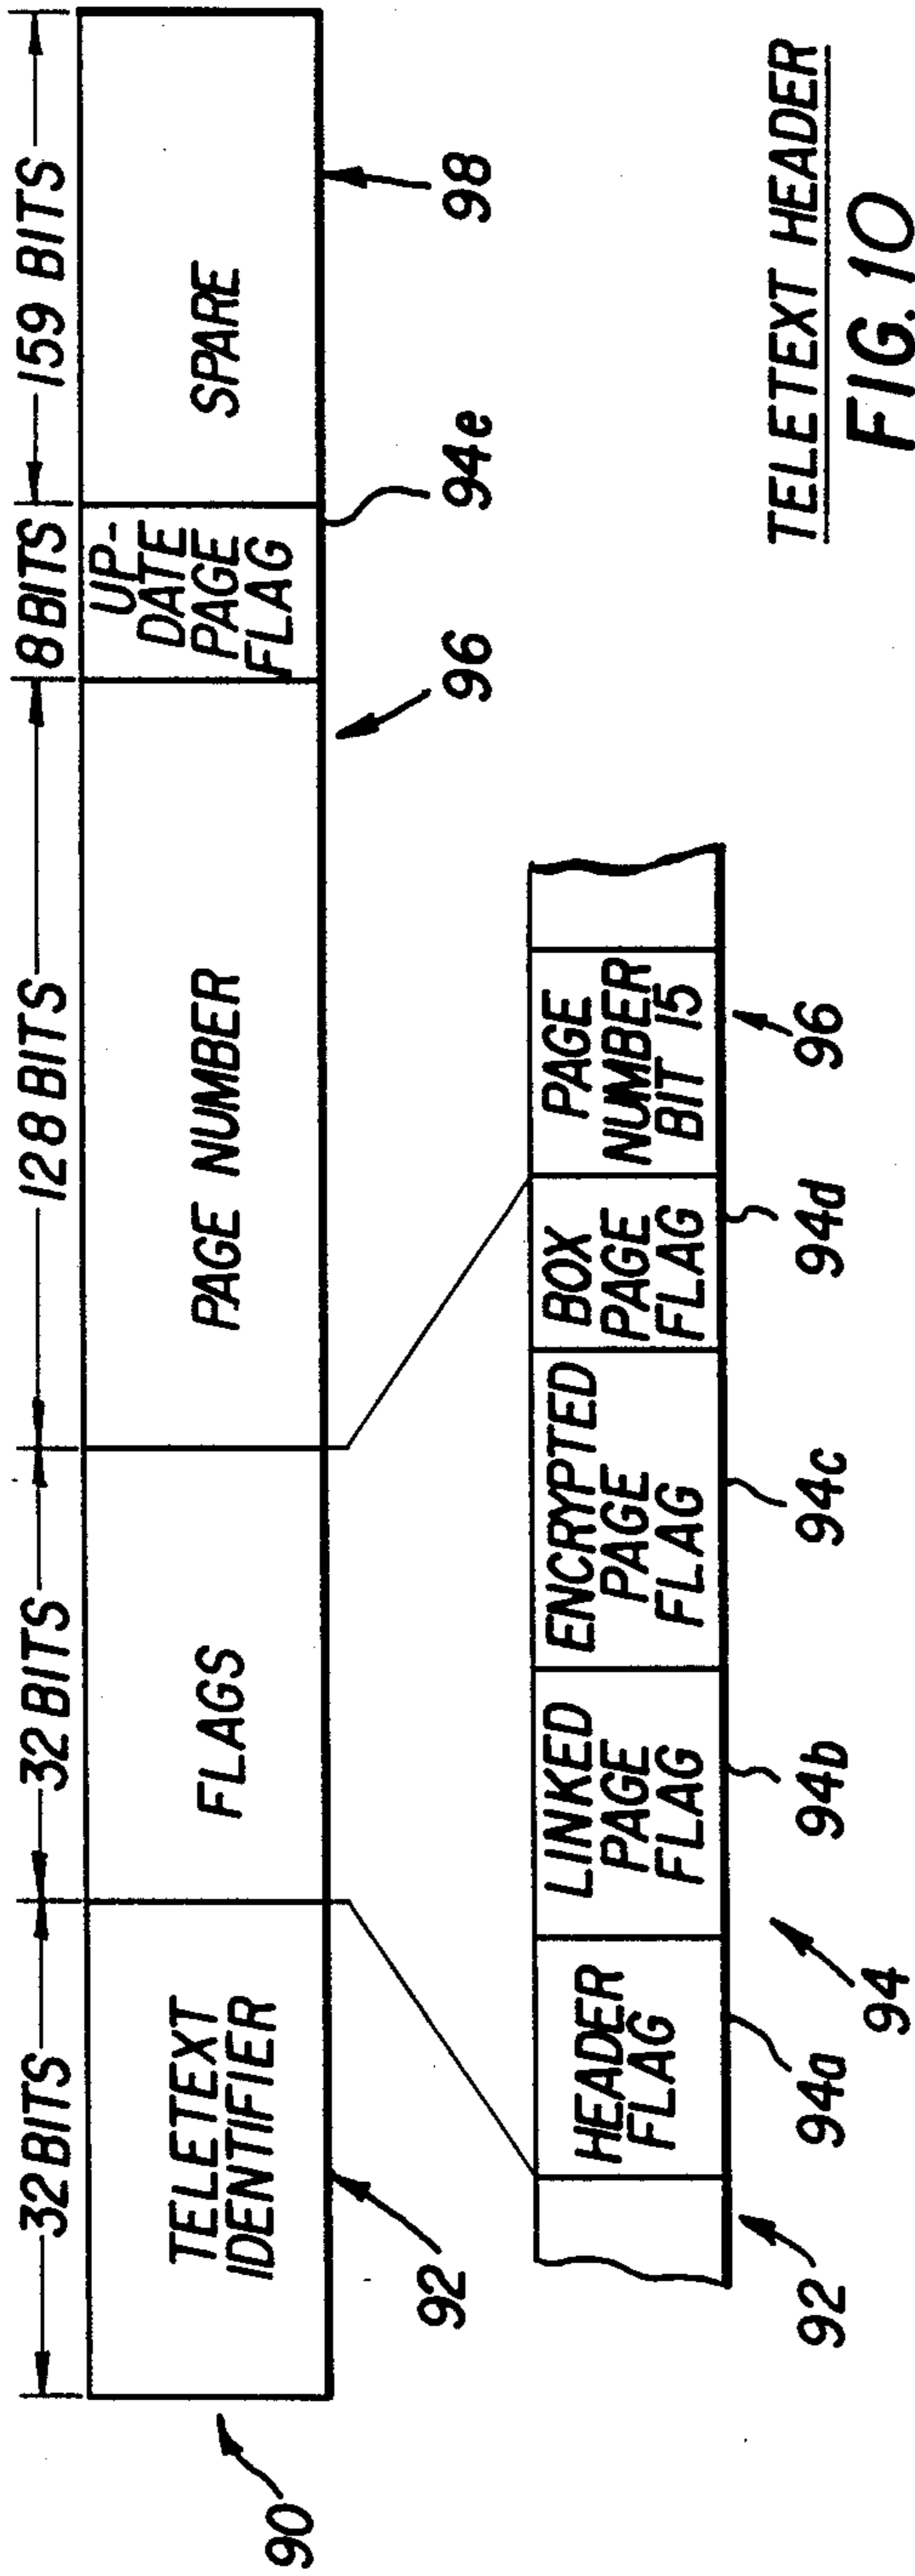 32 BITS
32 BITS
128 BITS
8 BITS
159 BITS
TELETEXT
IDENTIFIER
FLAGS
PAGE NUMBER
UP-
DATE
PAGE
FLAG
SPARE
90
92
96
94e
98
HEADER
FLAG
LINKED
PAGE
FLAG
ENCRYPTED
PAGE
FLAG
BOX
PAGE
FLAG
PAGE
NUMBER
BIT 15
92
94a
94
94b
94c
94d
96
TELETEXT HEADER
FIG. 10